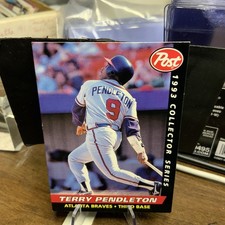 Post
1993 COLLECTOR SERIES
PENDLETON
9
TERRY PENDLETON
ATLANTA BRAVES • THIRD BASE